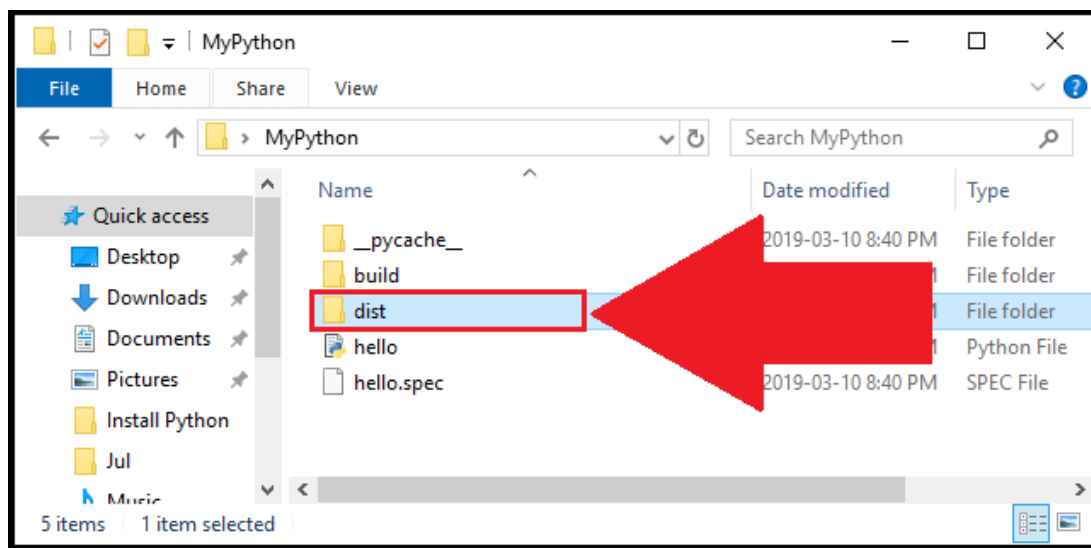 MyPython
File Home Share View
MyPython Search MyPython
Name Date modified Type
Quick access
__pycache__ 2019-03-10 8:40 PM File folder
Desktop
build File folder
Downloads
dist File folder
Documents
hello Python File
Pictures
hello.spec 2019-03-10 8:40 PM SPEC File
Install Python
Jul
Music
5 items 1 item selected